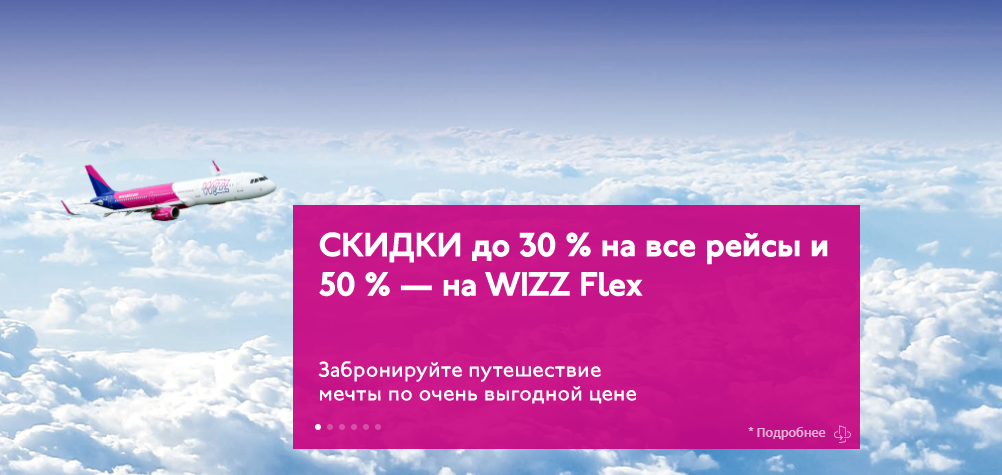 СКИДКИ до 30 % на все рейсы и
50 % — на WIZZ Flex
Забронируйте путешествие
мечты по очень выгодной цене
* Подробнее